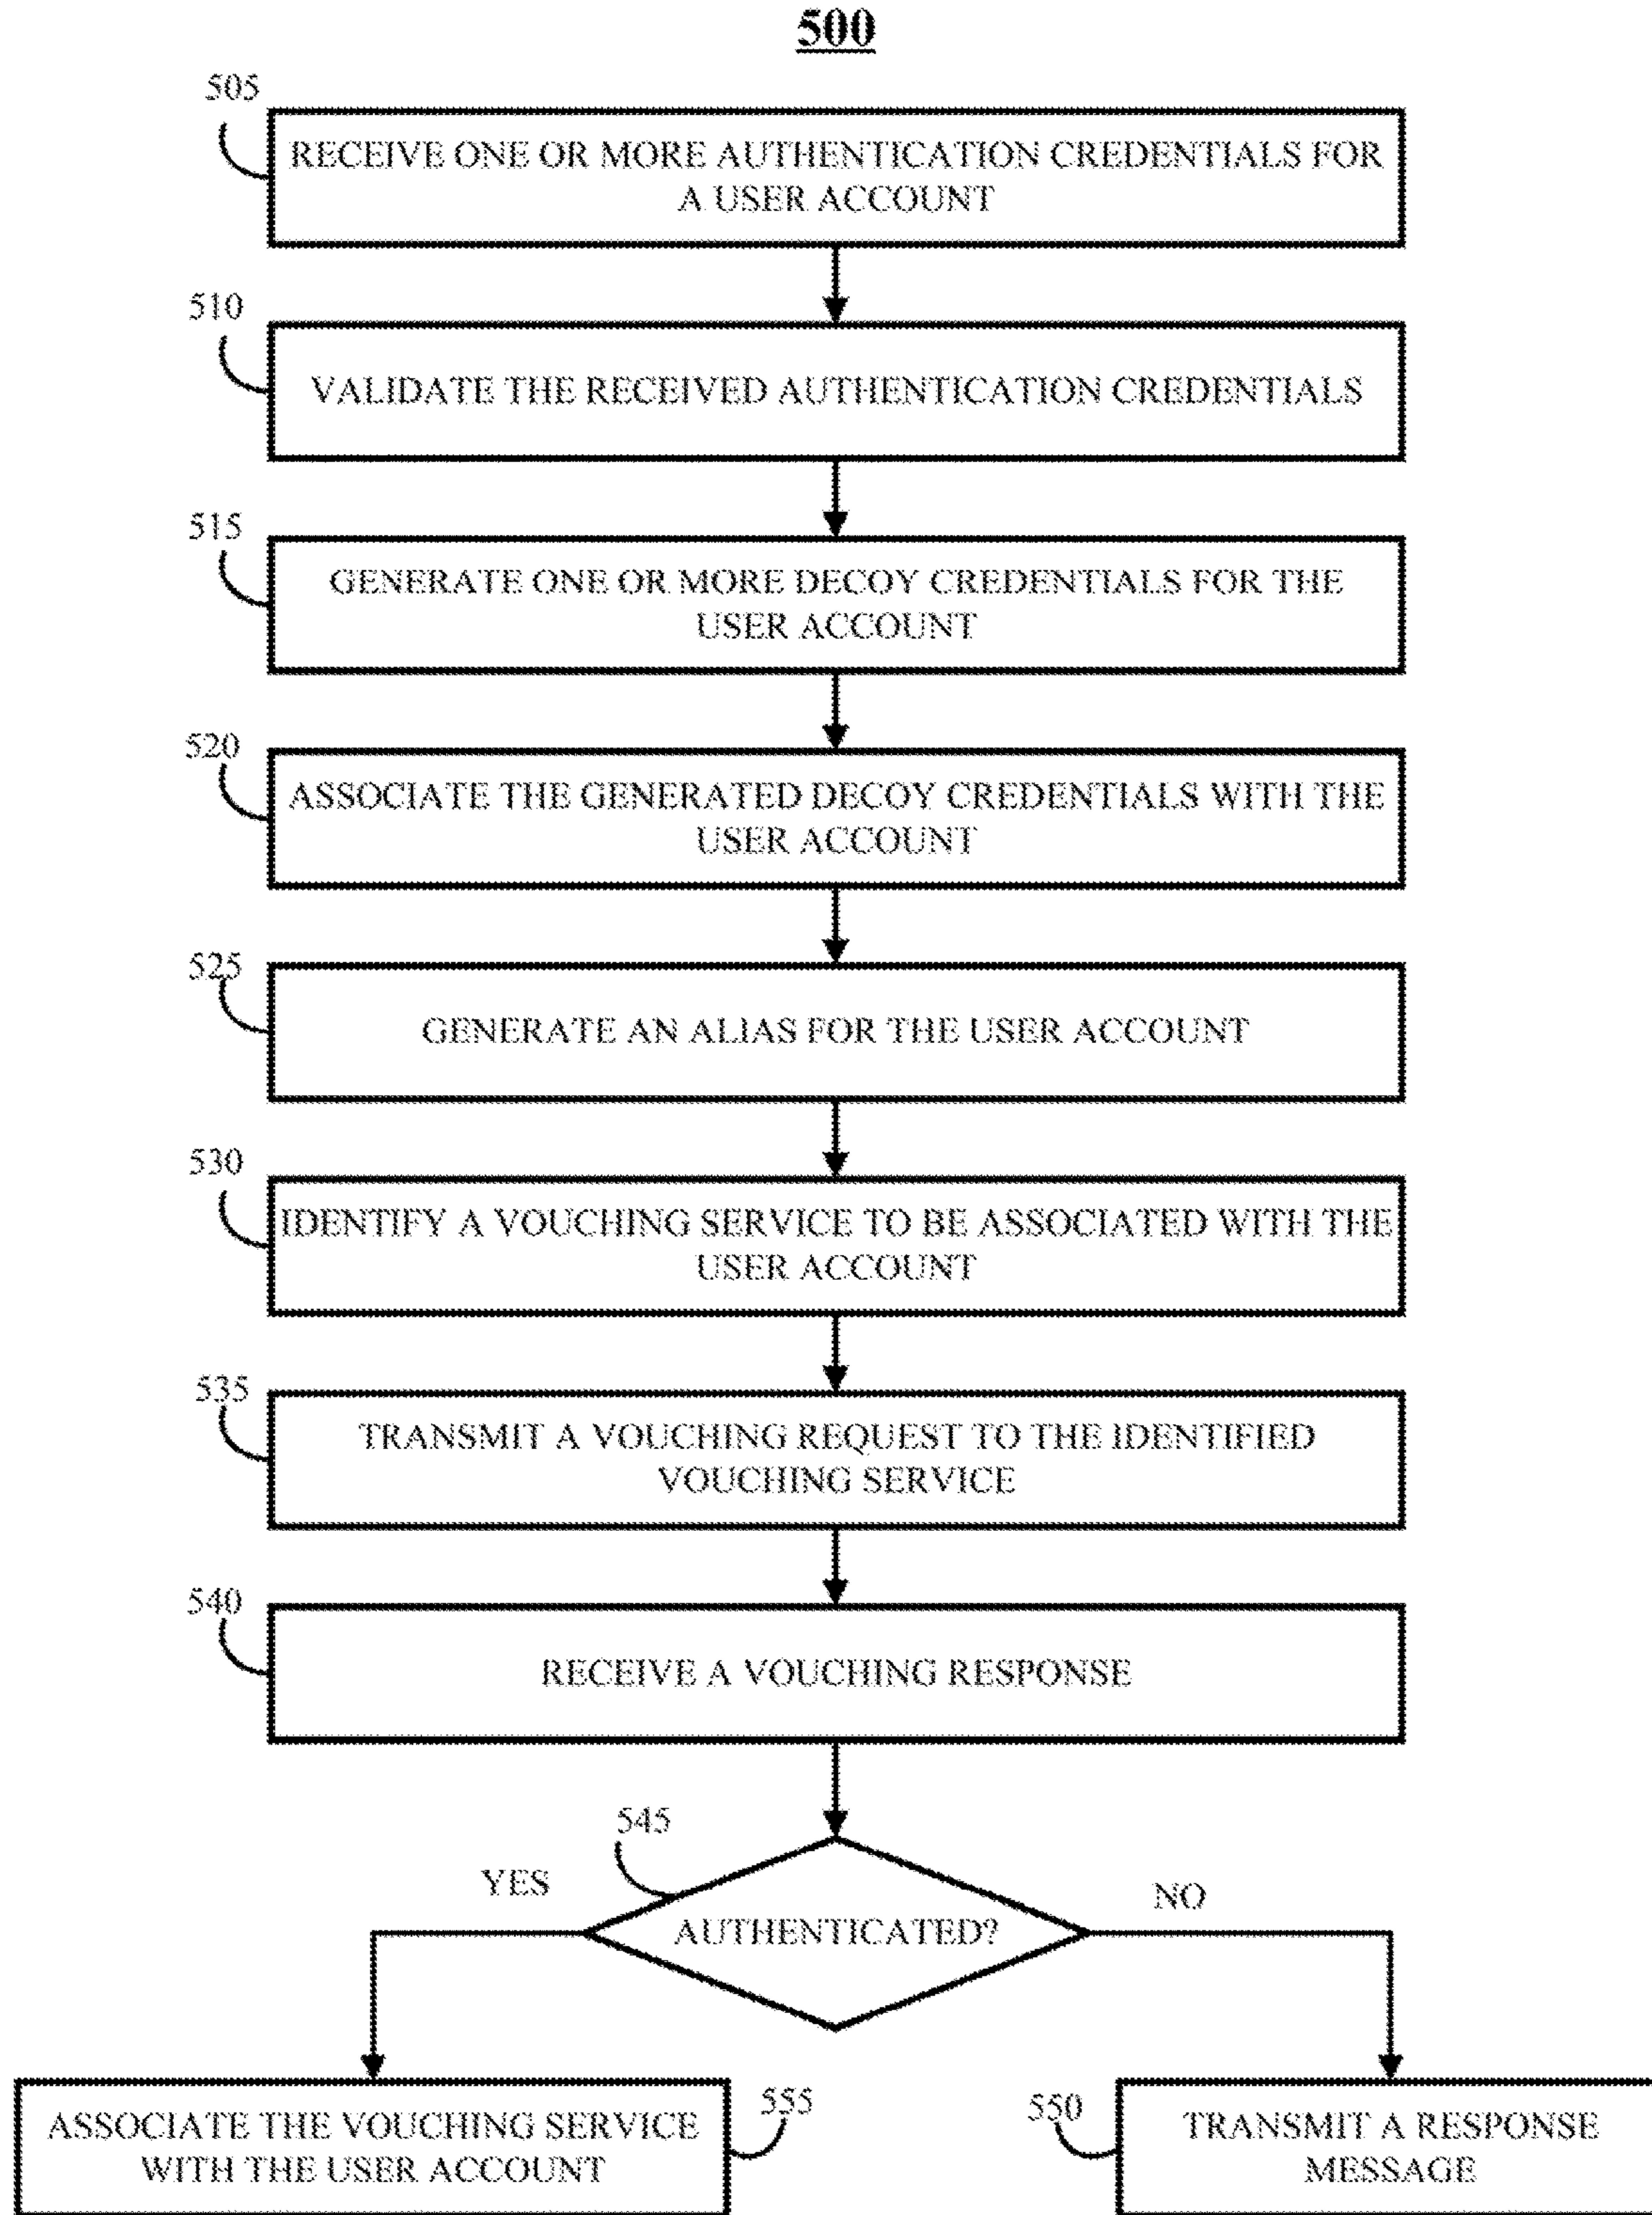 500
505
RECEIVE ONE OR MORE AUTHENTICATION CREDENTIALS FOR
A USER ACCOUNT
510
VALIDATE THE RECEIVED AUTHENTICATION CREDENTIALS
515
GENERATE ONE OR MORE DECOY CREDENTIALS FOR THE
USER ACCOUNT
520
ASSOCIATE THE GENERATED DECOY CREDENTIALS WITH THE
USER ACCOUNT
525
GENERATE AN ALIAS FOR THE USER ACCOUNT
530
IDENTIFY A VOUCHING SERVICE TO BE ASSOCIATED WITH THE
USER ACCOUNT
535
TRANSMIT A VOUCHING REQUEST TO THE IDENTIFIED
VOUCHING SERVICE
540
RECEIVE A VOUCHING RESPONSE
545
YES
NO
AUTHENTICATED?
555
ASSOCIATE THE VOUCHING SERVICE
WITH THE USER ACCOUNT
550
TRANSMIT A RESPONSE
MESSAGE